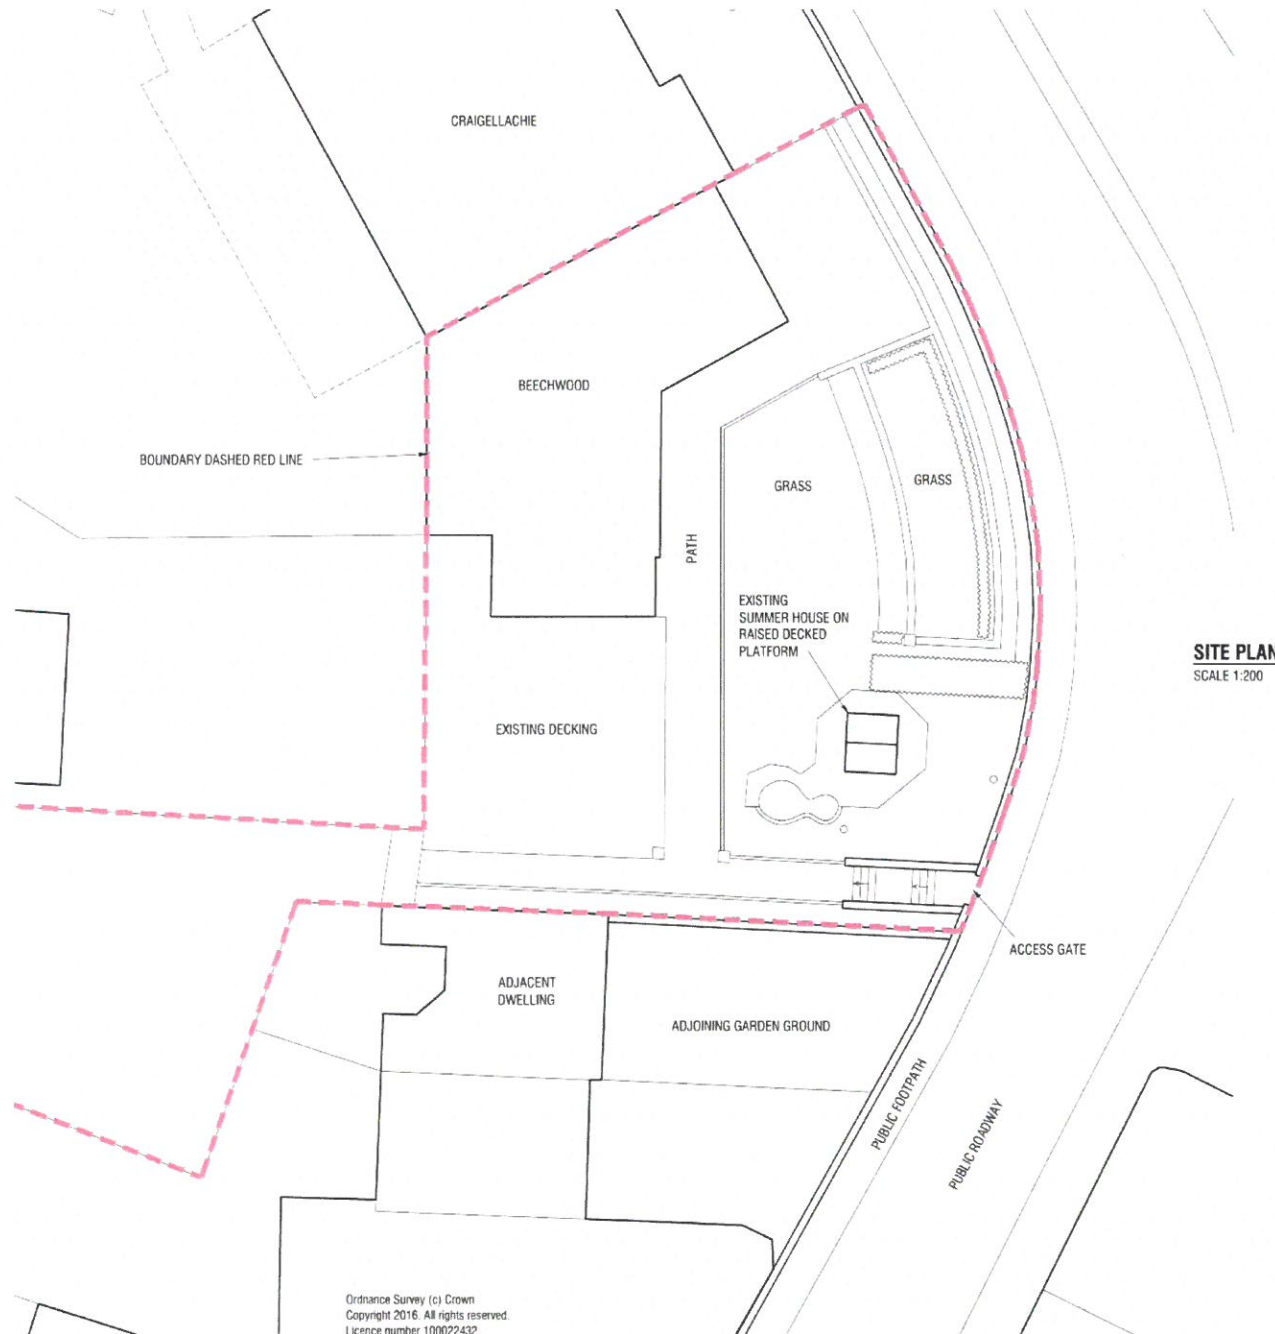 CRAIGELLACHIE
BEECHWOOD
BOUNDARY DASHED RED LINE
GRASS
GRASS
PATH
EXISTING
SUMMER HOUSE ON
RAISED DECKED
PLATFORM
SITE PLAN
SCALE 1:200
EXISTING DECKING
ACCESS GATE
ADJACENT
DWELLING
ADJOINING GARDEN GROUND
PUBLIC FOOTPATH
PUBLIC ROADWAY
Ordnance Survey (c) Crown
Copyright 2016. All rights reserved.
Licence number 100022432